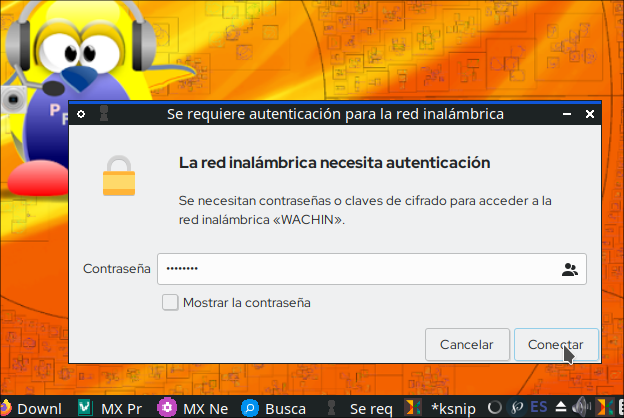 P
F
Se requiere autenticación para la red inalámbrica
La red inalámbrica necesita autenticación
Se necesitan contraseñas o claves de cifrado para acceder a la
red inalámbrica «WACHIN».
Contraseña ••••••••
Mostrar la contraseña
Cancelar Conectar
Downl MX Pr MX Ne Busca Se req *ksnip ES